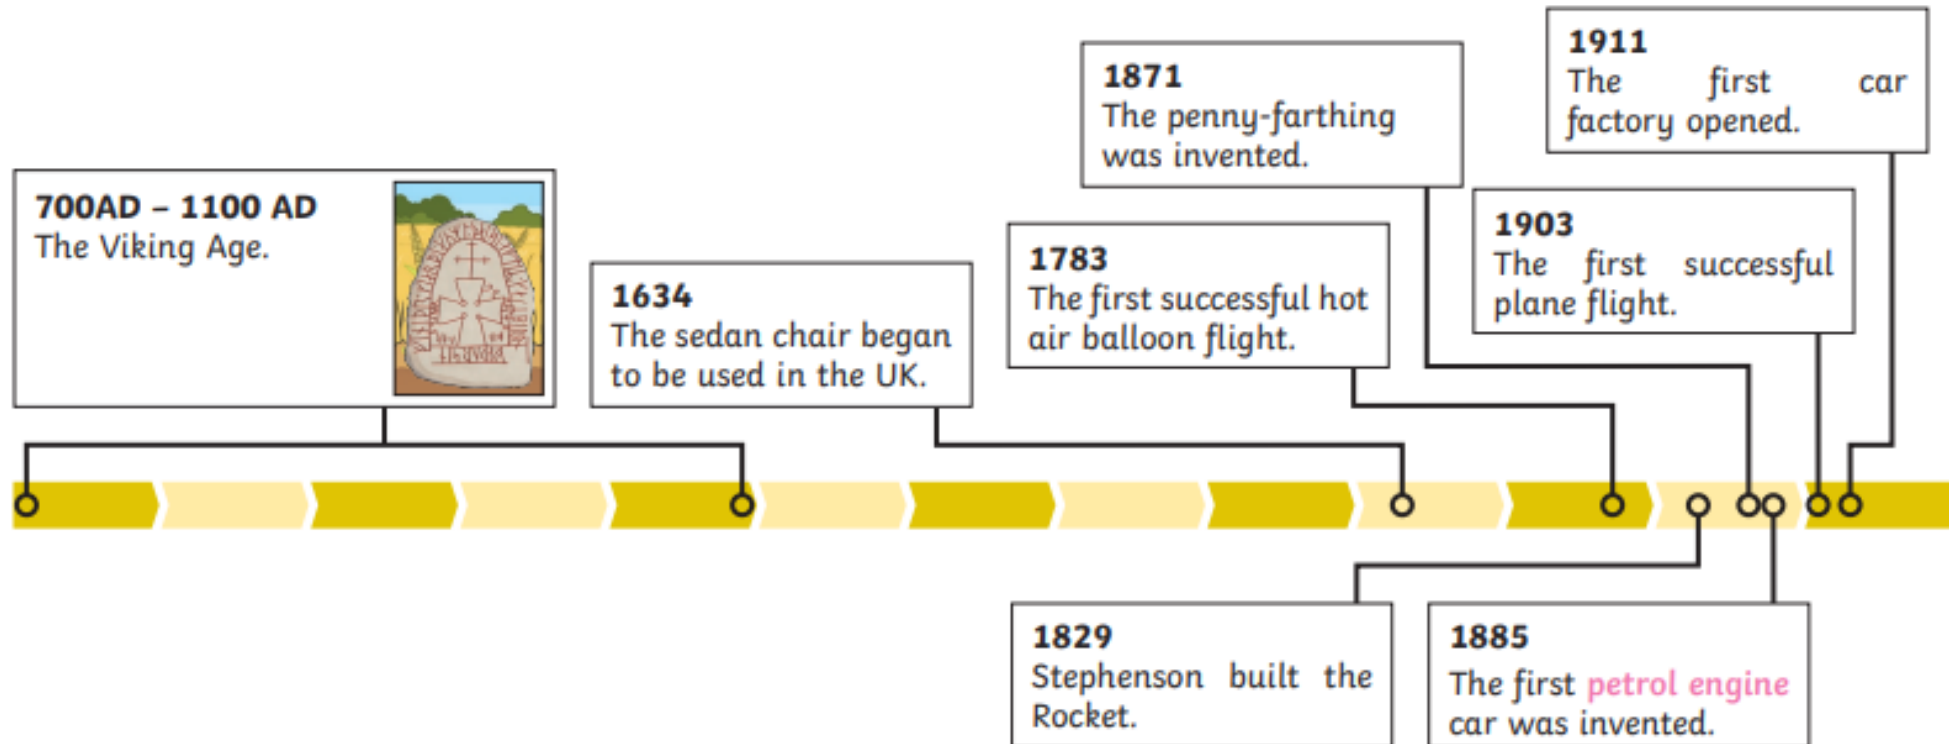 700AD – 1100 AD
The Viking Age.
1634
The sedan chair began
to be used in the UK.
1783
The first successful hot
air balloon flight.
1829
Stephenson built the
Rocket.
1871
The penny-farthing
was invented.
1885
The first petrol engine
car was invented.
1903
The first successful
plane flight.
1911
The first car
factory opened.